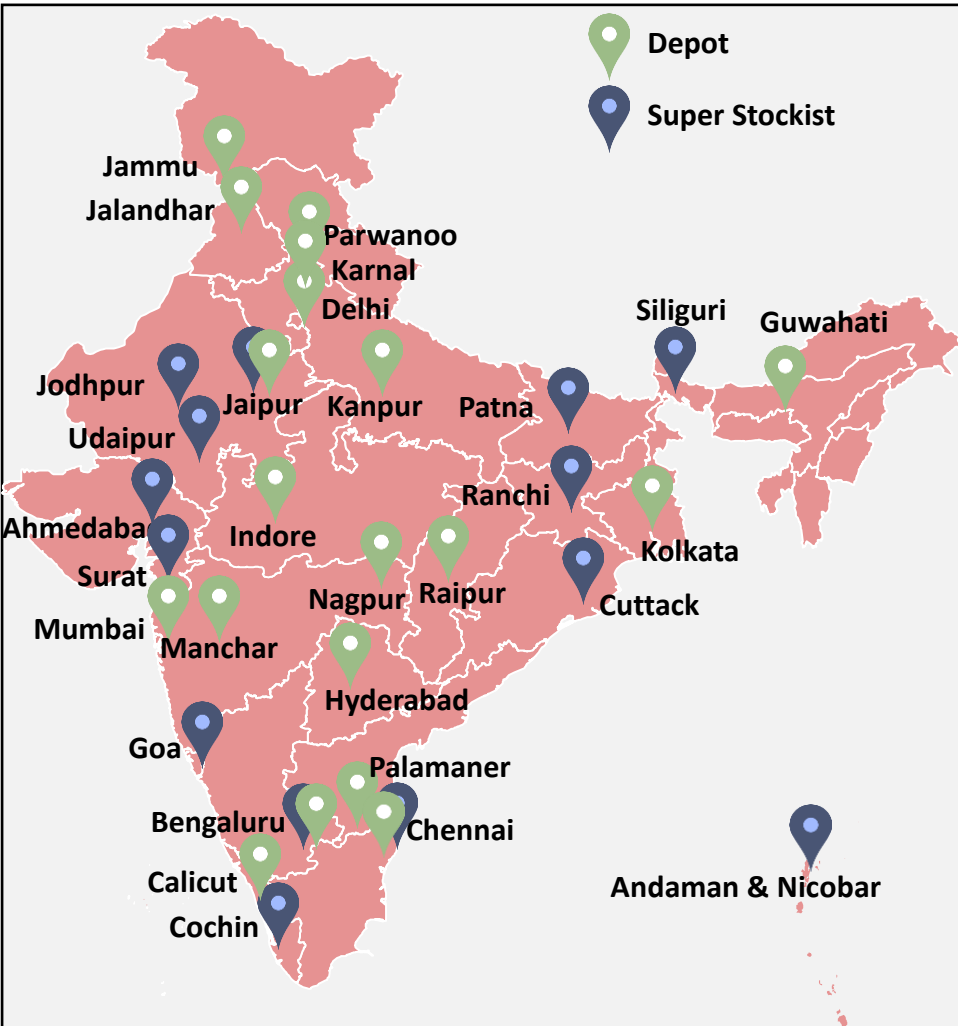 Depot
Super Stockist
Jammu
Jalandhar
Parwanoo
Karnal
Delhi
Siliguri
Guwahati
Jodhpur
Jaipur
Kanpur
Patna
Udaipur
Ranchi
Ahmedaba
Indore
Kolkata
Surat
Nagpur
Raipur
Cuttack
Mumbai
Manchar
Hyderabad
Goa
Palamaner
Bengaluru
Chennai
Calicut
Andaman & Nicobar
Cochin